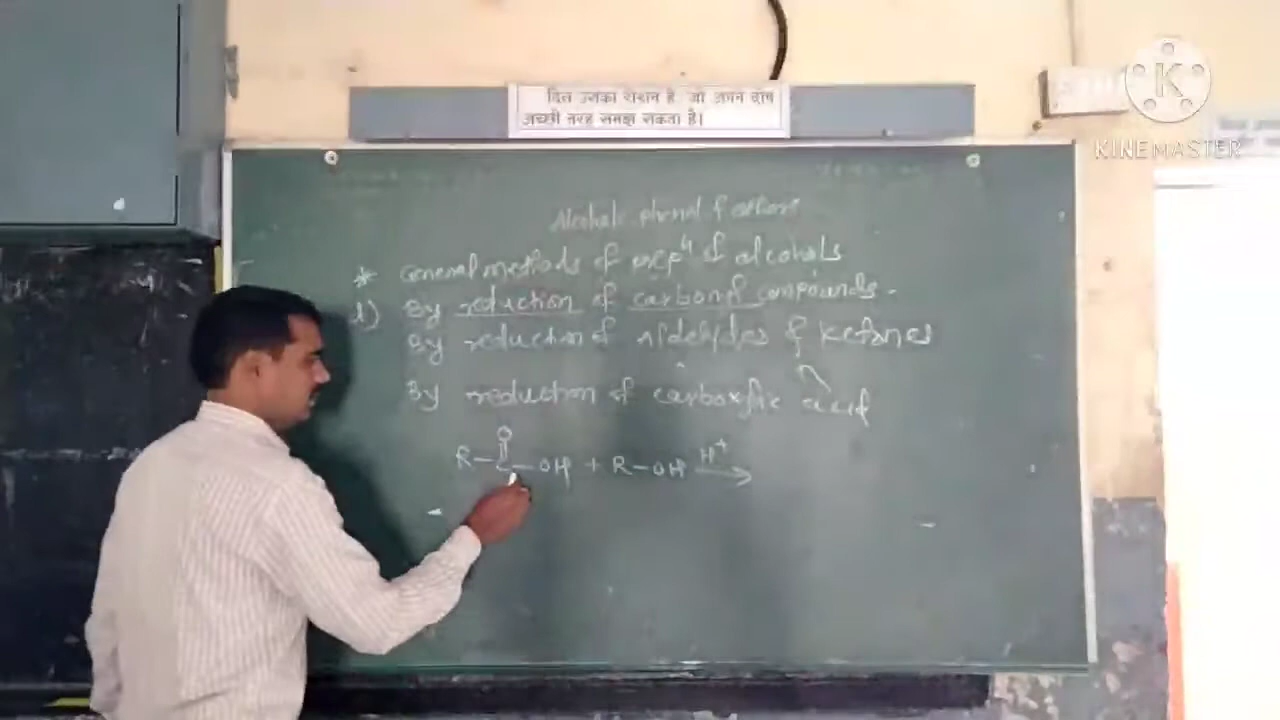 दिल उसका रोशन है, जो अपने दोष
अच्छी तरह समझ सकता है।
KINEMASTER
Alcohols phenol & ethers
* General methods of prepⁿ of alcohols
1) By reduction of carbonyl compounds.
By reduction of Aldehydes & Ketones
By reduction of carboxylic acid
O
R–C–OH + R–OH H⁺ →